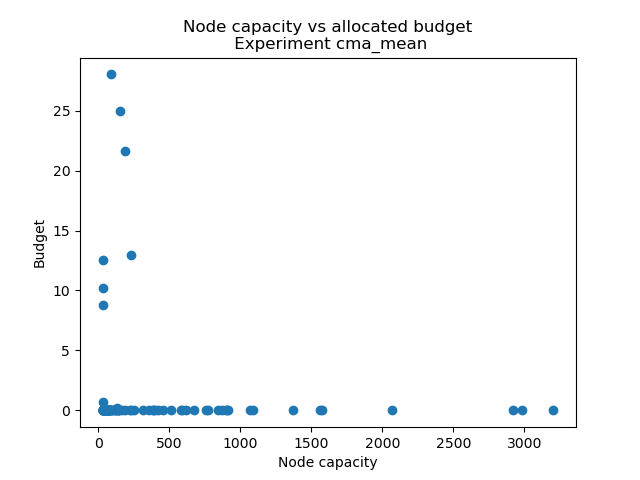 Node capacity vs allocated budget
Experiment cma_mean
25
20
15
10
5
0
Budget
0 500 1000 1500 2000 2500 3000
Node capacity